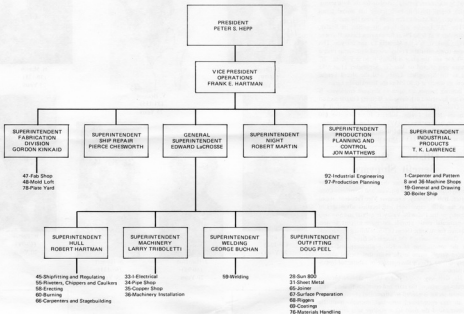 PRESIDENT
PETER S. HEPP
VICE PRESIDENT
OPERATIONS
FRANK E. HARTMAN
SUPERINTENDENT
FABRICATION
DIVISION
GORDON KINKAID
SUPERINTENDENT
SHIP REPAIR
PIERCE CHESWORTH
GENERAL
SUPERINTENDENT
EDWARD LaCROSSE
SUPERINTENDENT
NIGHT
ROBERT MARTIN
SUPERINTENDENT
PRODUCTION
PLANNING AND
CONTROL
JON MATTHEWS
SUPERINTENDENT
INDUSTRIAL
PRODUCTS
T. K. LAWRENCE
47-Fab Shop
48-Mold Loft
78-Plate Yard
92-Industrial Engineering
97-Production Planning
1-Carpenter and Pattern
8 and 38-Machine Shops
19-General and Drawing
30-Boiler Shop
SUPERINTENDENT
HULL
ROBERT HARTMAN
SUPERINTENDENT
MACHINERY
LARRY TRIBOLETTI
SUPERINTENDENT
WELDING
GEORGE BUCHAN
SUPERINTENDENT
OUTFITTING
DOUG PEEL
45-Shipfitting and Regulating
55-Riveters, Chippers and Caulkers
58-Erecting
60-Burning
66-Carpenters and Stagebuilding
33-I-Electrical
34-Pipe Shop
35-Copper Shop
36-Machinery Installation
59-Welding
28-Sun 800
31-Sheet Metal
65-Joiner
67-Surface Preparation
68-Riggers
69-Coatings
76-Materials Handling